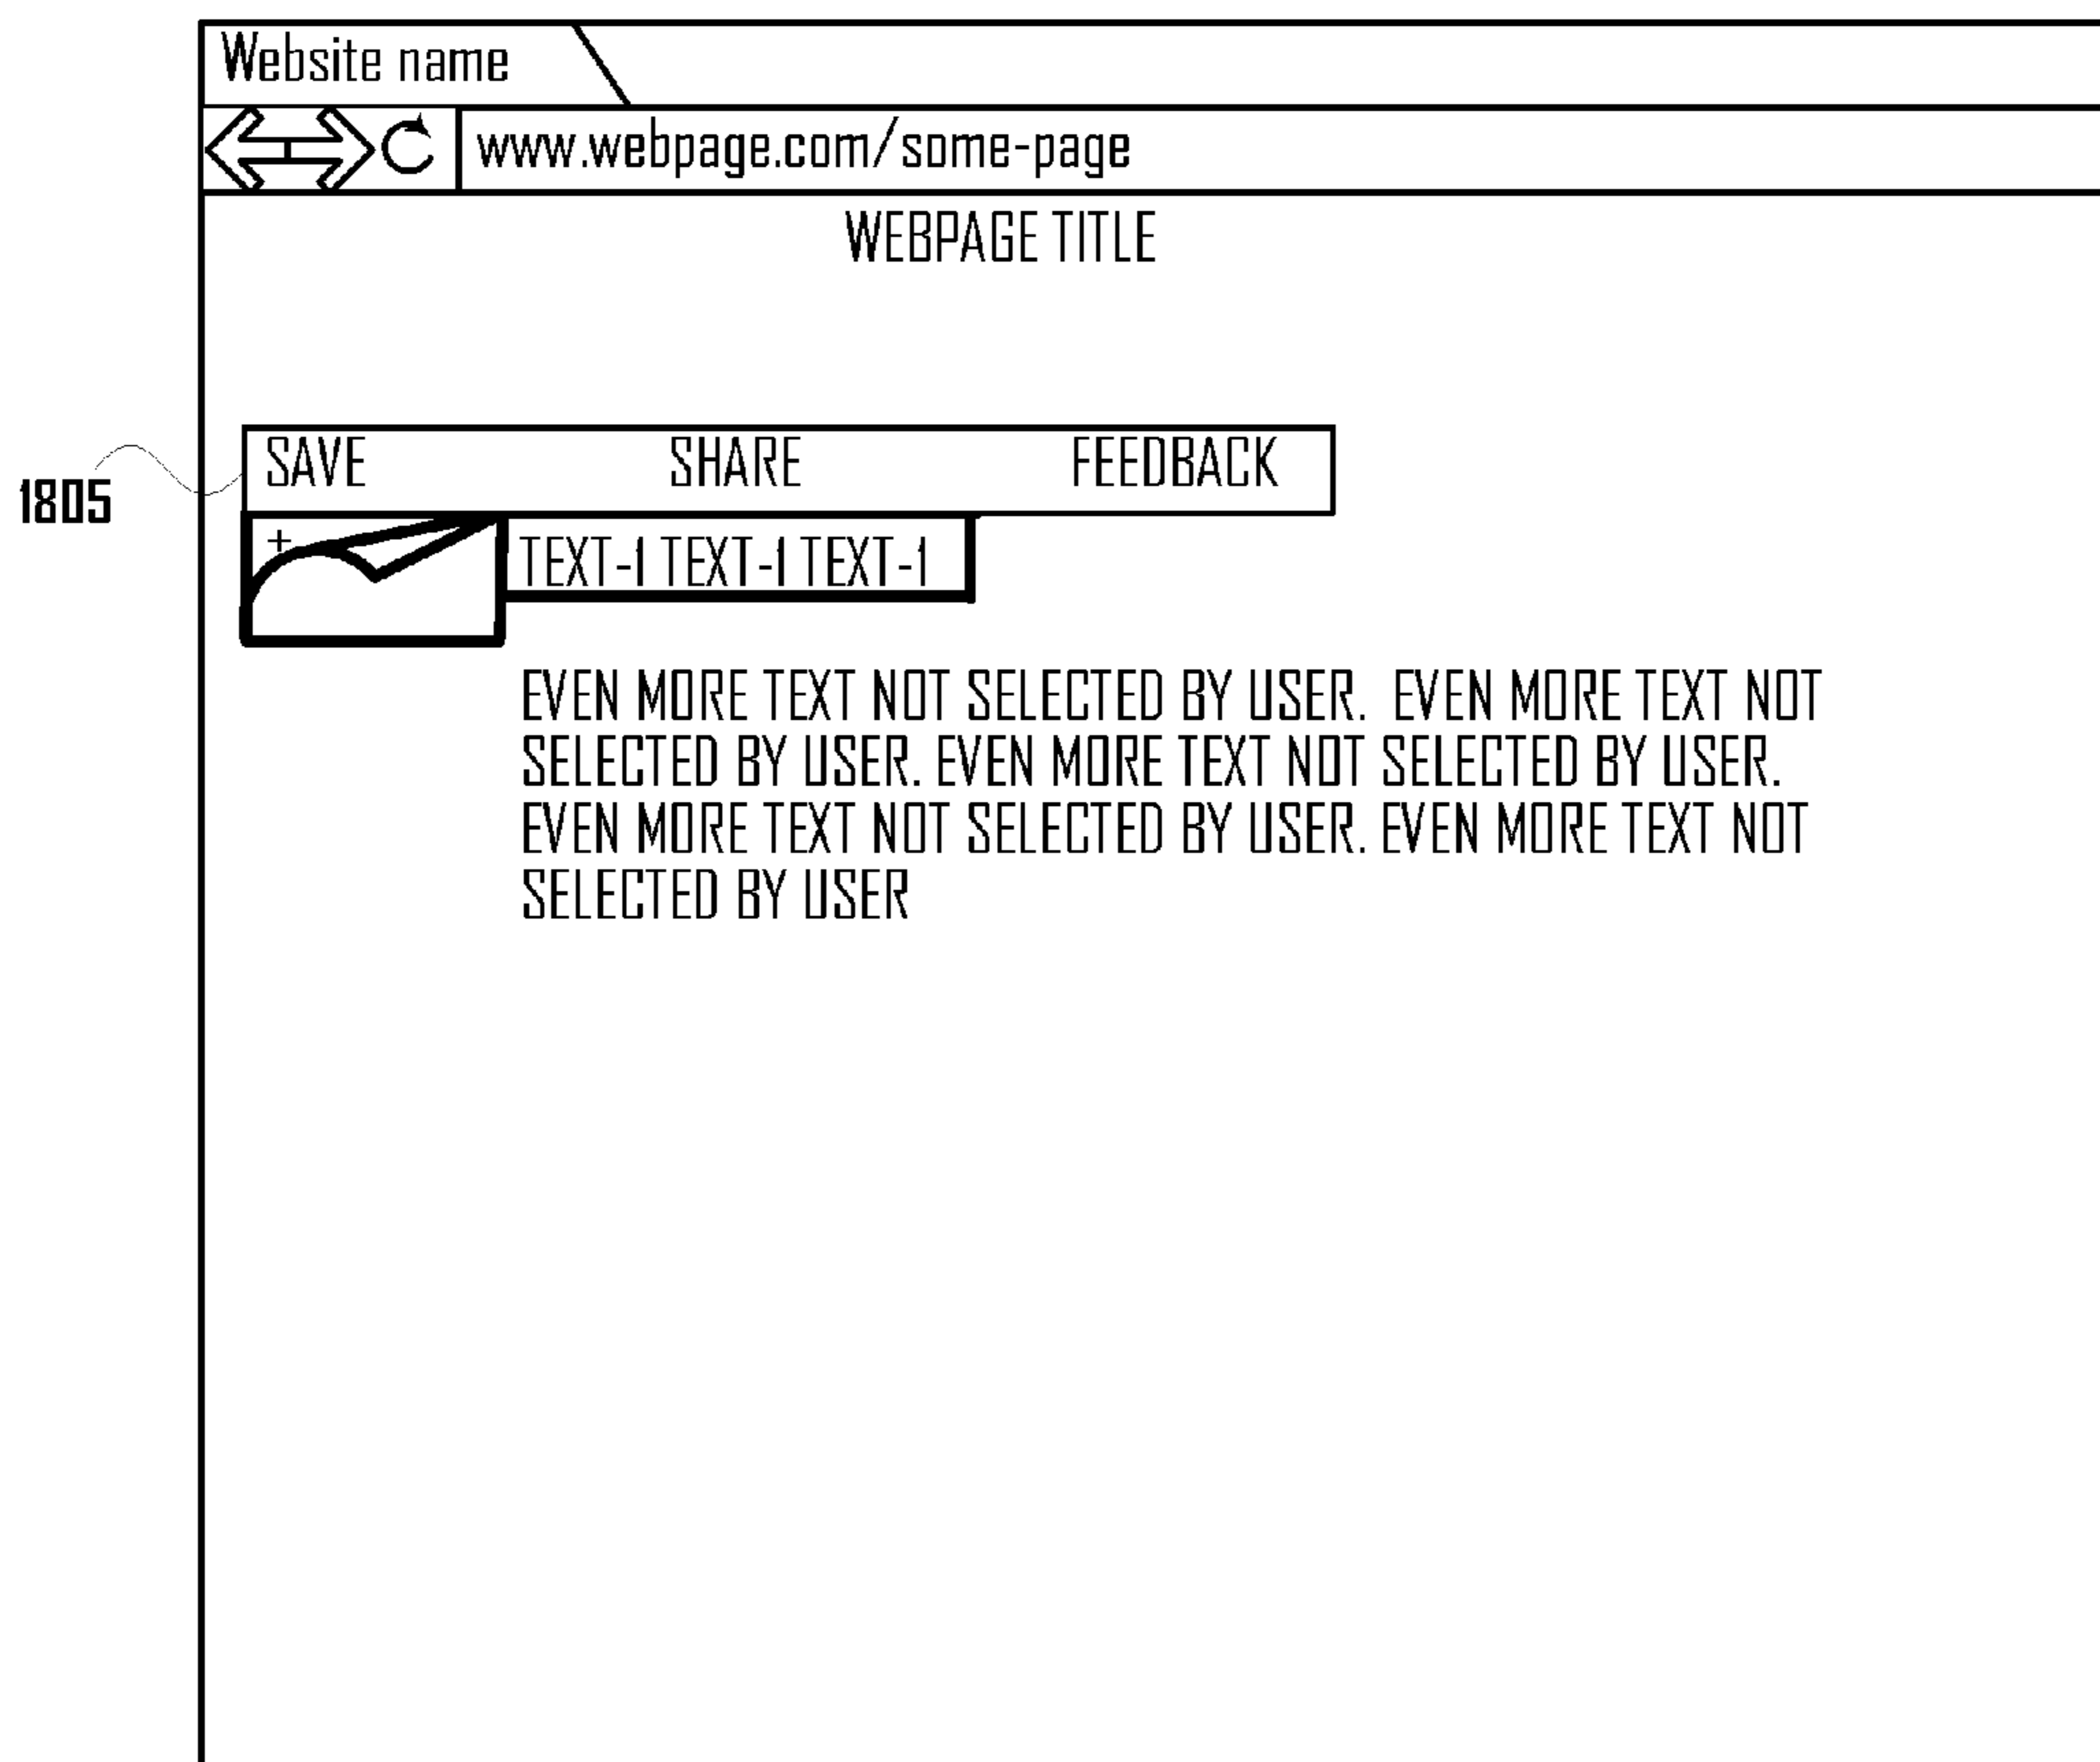 Website name
www.webpage.com/some-page
WEBPAGE TITLE
SAVE SHARE FEEDBACK
1805
+
TEXT-1 TEXT-1 TEXT-1
EVEN MORE TEXT NOT SELECTED BY USER. EVEN MORE TEXT NOT
SELECTED BY USER. EVEN MORE TEXT NOT SELECTED BY USER.
EVEN MORE TEXT NOT SELECTED BY USER. EVEN MORE TEXT NOT
SELECTED BY USER